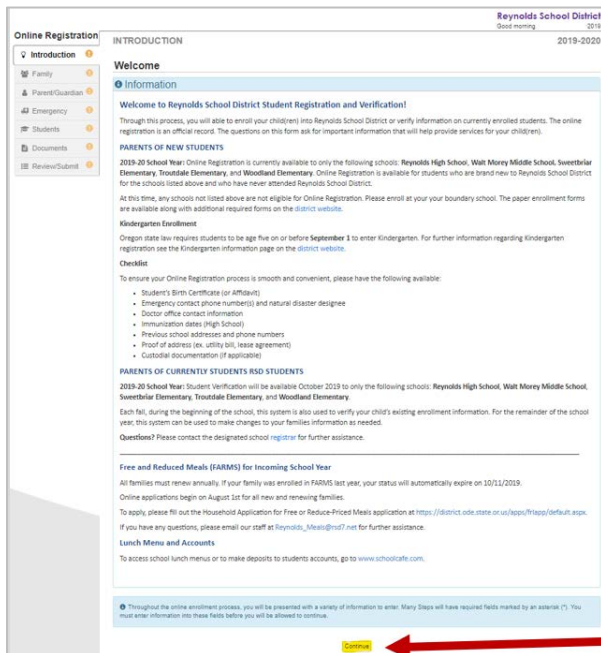 Reynolds School District
Good morning 2019
Online Registration
INTRODUCTION
2019-2020
Introduction
Family
Parent/Guardian
Emergency
Students
Documents
Review/Submit
Welcome
Information
Welcome to Reynolds School District Student Registration and Verification!
Through this process, you will able to enroll your child(ren) into Reynolds School District or verify information on currently enrolled students. The online
registration is an official record. The questions on this form ask for important information that will help provide services for your child(ren).
PARENTS OF NEW STUDENTS
2019-20 School Year: Online Registration is currently available to only the following schools: Reynolds High School, Walt Morey Middle School, Sweetbriar
Elementary, Troutdale Elementary, and Woodland Elementary. Online Registration is available for students who are brand new to Reynolds School District
for the schools listed above and who have never attended Reynolds School District.
At this time, any schools not listed above are not eligible for Online Registration. Please enroll at your your boundary school. The paper enrollment forms
are available along with additional required forms on the district website.
Kindergarten Enrollment
Oregon state law requires students to be age five on or before September 1 to enter Kindergarten. For further information regarding Kindergarten
registration see the Kindergarten information page on the district website.
Checklist
To ensure your Online Registration process is smooth and convenient, please have the following available:
• Student's Birth Certificate (or Affidavit)
• Emergency contact phone number(s) and natural disaster designee
• Doctor office contact information
• Immunization dates (High School)
• Previous school addresses and phone numbers
• Proof of address (ex. utility bill, lease agreement)
• Custodial documentation (if applicable)
PARENTS OF CURRENTLY STUDENTS RSD STUDENTS
2019-20 School Year: Student Verification will be available October 2019 to only the following schools: Reynolds High School, Walt Morey Middle School,
Sweetbriar Elementary, Troutdale Elementary, and Woodland Elementary.
Each fall, during the beginning of the school, this system is also used to verify your child's existing enrollment information. For the remainder of the school
year, this system can be used to make changes to your families information as needed.
Questions? Please contact the designated school registrar for further assistance.
Free and Reduced Meals (FARMS) for Incoming School Year
All families must renew annually. If your family was enrolled in FARMS last year, your status will automatically expire on 10/11/2019.
Online applications begin on August 1st for all new and renewing families.
To apply, please fill out the Household Application for Free or Reduce-Priced Meals application at https://district.ode.state.or.us/apps/frlapp/default.aspx.
If you have any questions, please email our staff at Reynolds_Meals@rsd7.net for further assistance.
Lunch Menu and Accounts
To access school lunch menus or to make deposits to students accounts, go to www.schoolcafe.com.
Throughout the online enrollment process, you will be presented with a variety of information to enter. Many Steps will have required fields marked by an asterisk (*). You
must enter information into these fields before you will be allowed to continue.
Continue